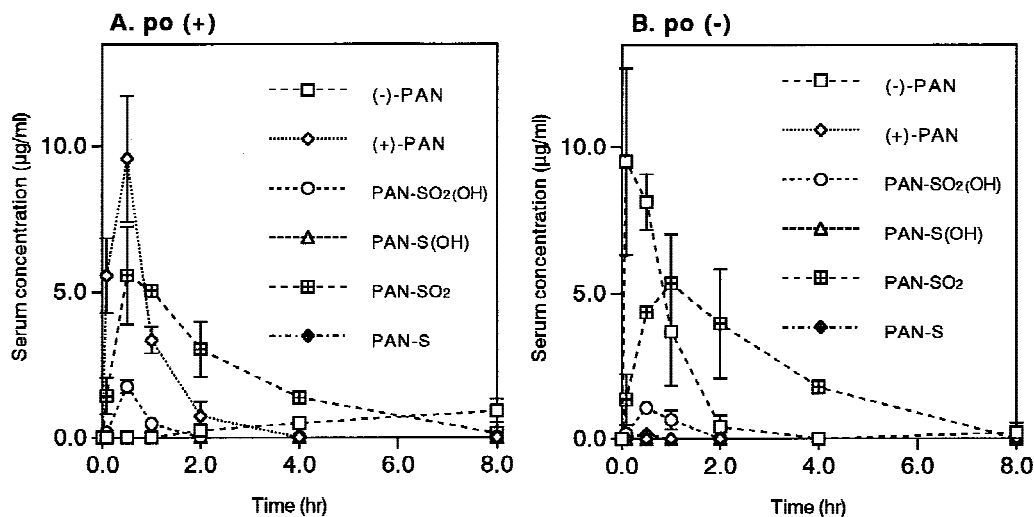 A. po (+)
Serum concentration (μg/ml)
10.0
5.0
0.0
(-)-PAN
(+)-PAN
PAN-SO2(OH)
PAN-S(OH)
PAN-SO2
PAN-S
0.0 2.0 4.0 6.0 8.0
Time (hr)
B. po (-)
Serum concentration (μg/ml)
10.0
5.0
0.0
(-)-PAN
(+)-PAN
PAN-SO2(OH)
PAN-S(OH)
PAN-SO2
PAN-S
0.0 2.0 4.0 6.0 8.0
Time (hr)